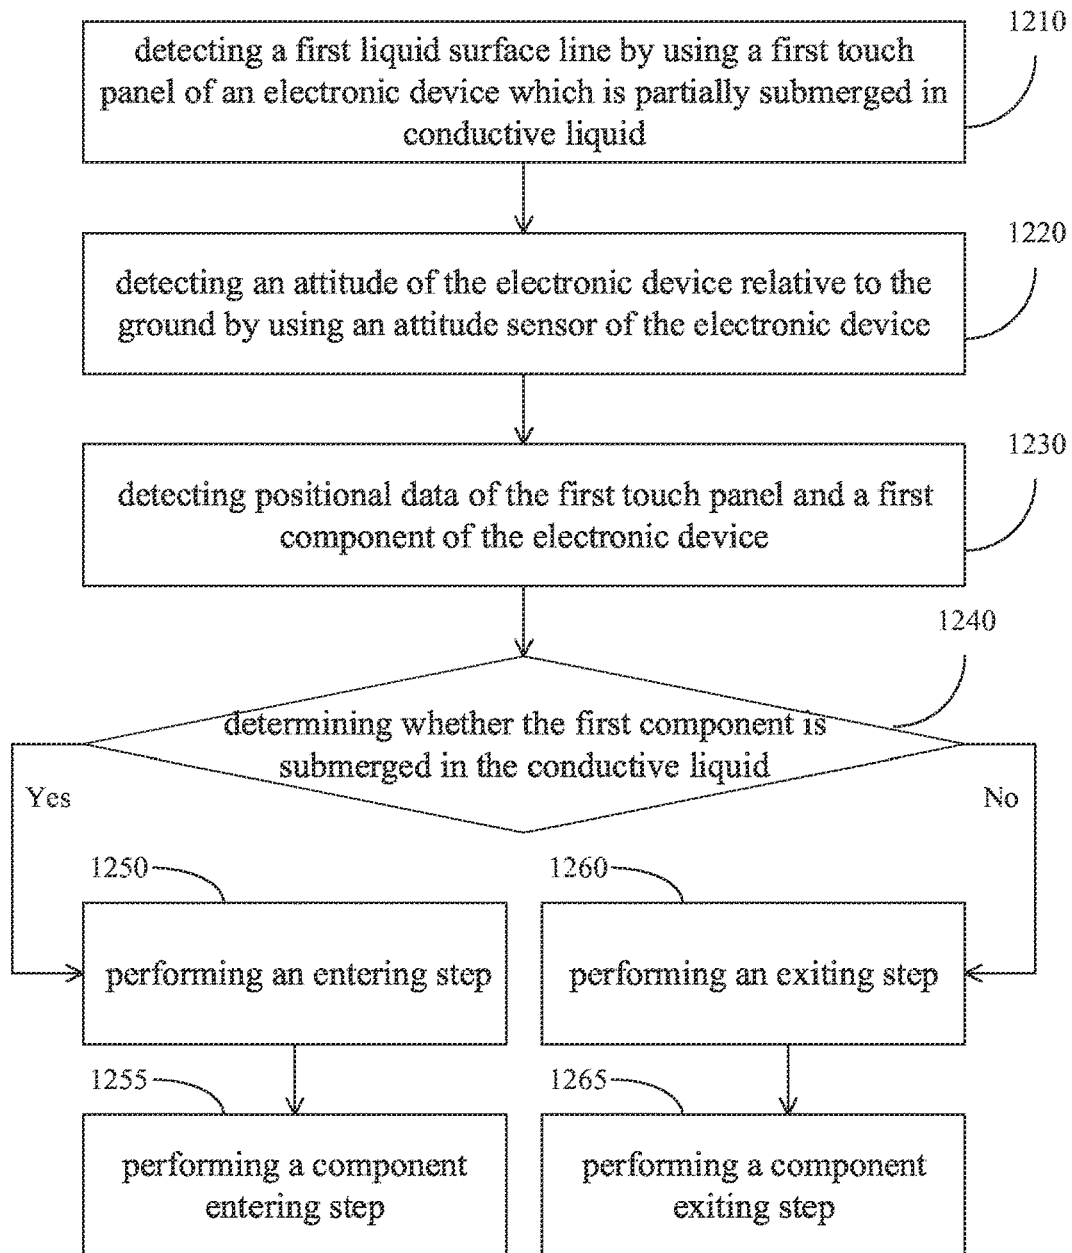 1210
detecting a first liquid surface line by using a first touch
panel of an electronic device which is partially submerged in
conductive liquid
1220
detecting an attitude of the electronic device relative to the
ground by using an attitude sensor of the electronic device
1230
detecting positional data of the first touch panel and a first
component of the electronic device
1240
determining whether the first component is
submerged in the conductive liquid
Yes
No
1250
1260
performing an entering step
performing an exiting step
1255
1265
performing a component
entering step
performing a component
exiting step